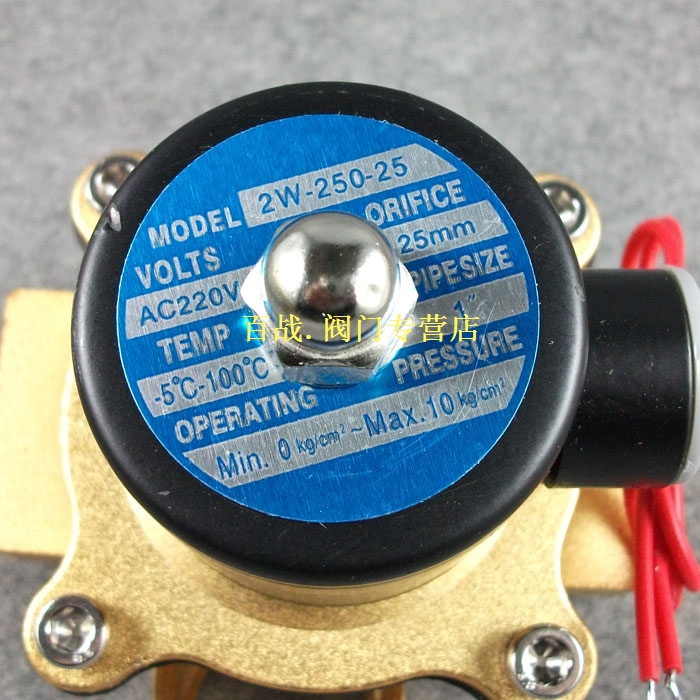 MODEL 2W-250-25
VOLTS ORIFICE
AC220V 25mm
TEMP PIPESIZE
-5°C-100°C 1"
OPERATING PRESSURE
Min. 0 kg/cm² ~Max.10 kg/cm²
百战.阀门专营店